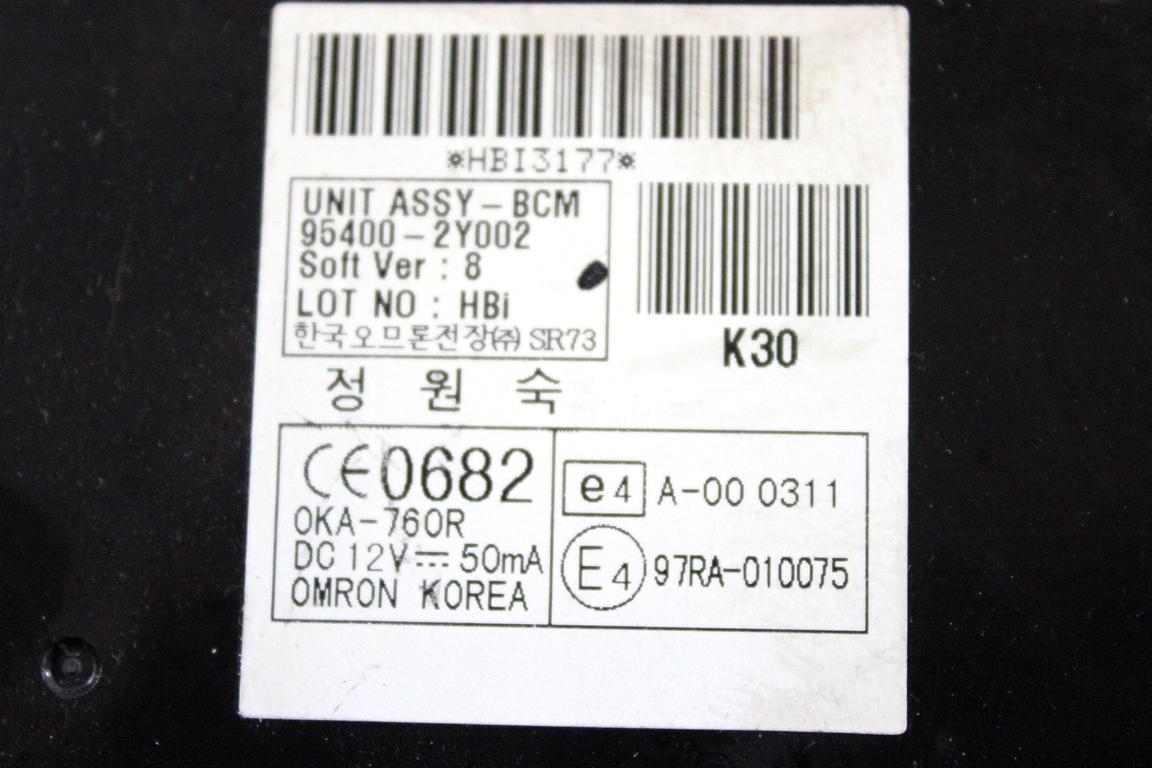 *HBI3177*
UNIT ASSY-BCM
95400-2Y002
Soft Ver : 8
LOT NO : HBi
한국오므론전장㈜ SIR73
K30
정 원 숙
CE0682
OKA-760R
DC 12V⎓50mA
OMRON KOREA
e4 A-00 0311
E4 97RA-010075